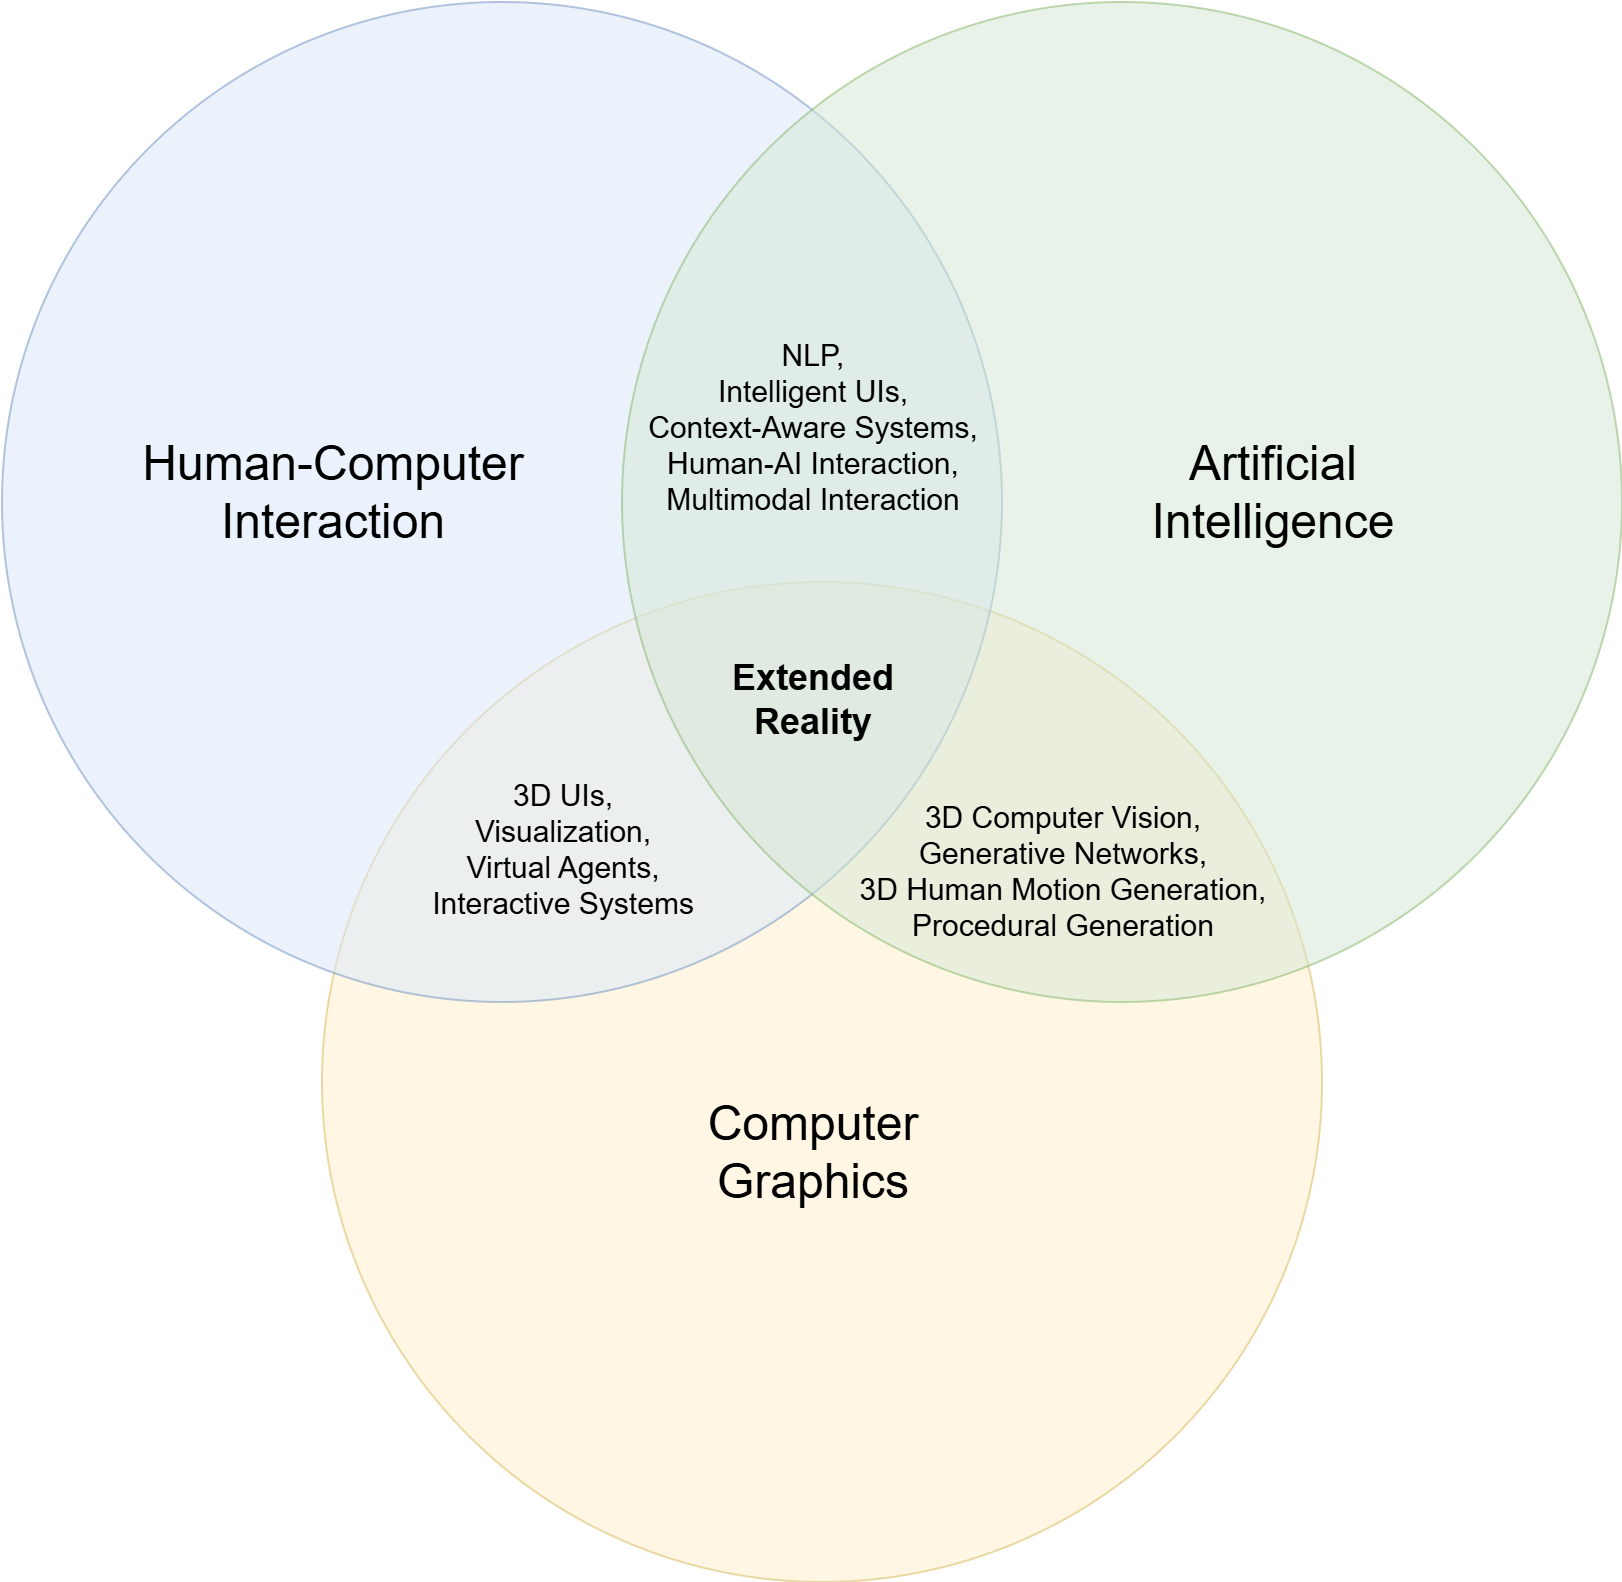 NLP,
Intelligent UIs,
Context-Aware Systems,
Human-AI Interaction,
Multimodal Interaction
Human-Computer
Interaction
Artificial
Intelligence
Extended
Reality
3D UIs,
Visualization,
Virtual Agents,
Interactive Systems
3D Computer Vision,
Generative Networks,
3D Human Motion Generation,
Procedural Generation
Computer
Graphics